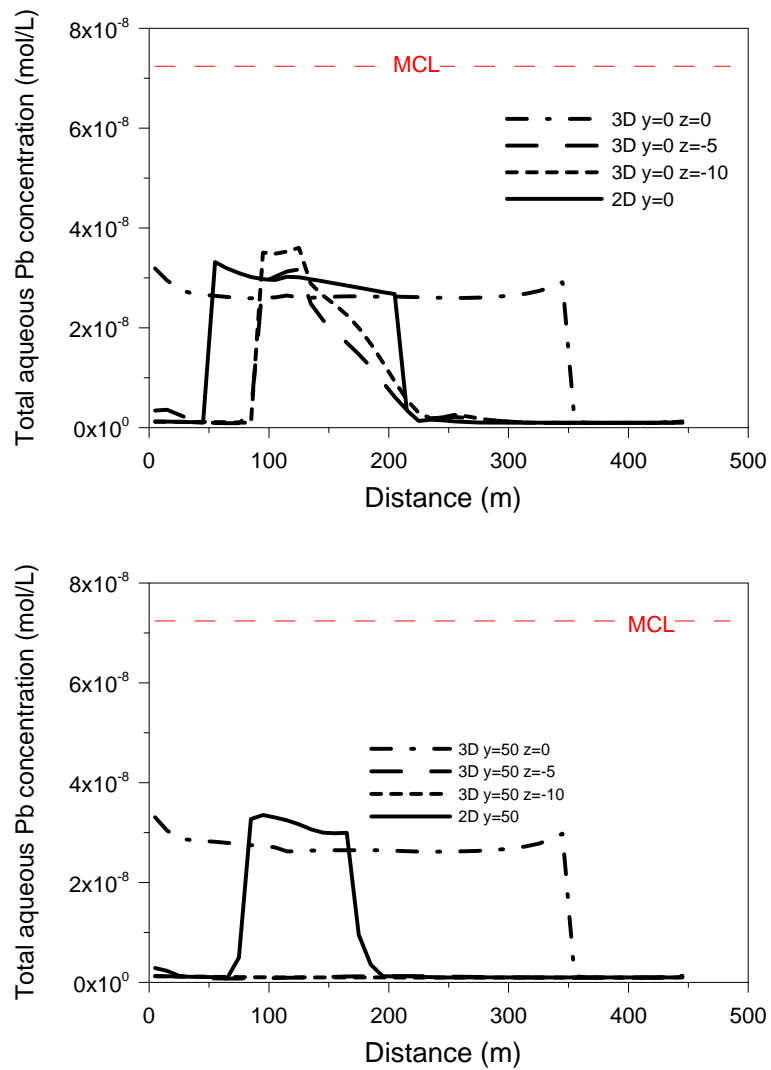 Total aqueous Pb concentration (mol/L)
8x10⁻⁸
6x10⁻⁸
4x10⁻⁸
2x10⁻⁸
0x10⁰
MCL
3D y=0 z=0
3D y=0 z=-5
3D y=0 z=-10
2D y=0
0 100 200 300 400 500
Distance (m)
Total aqueous Pb concentration (mol/L)
8x10⁻⁸
6x10⁻⁸
4x10⁻⁸
2x10⁻⁸
0x10⁰
MCL
3D y=50 z=0
3D y=50 z=-5
3D y=50 z=-10
2D y=50
0 100 200 300 400 500
Distance (m)